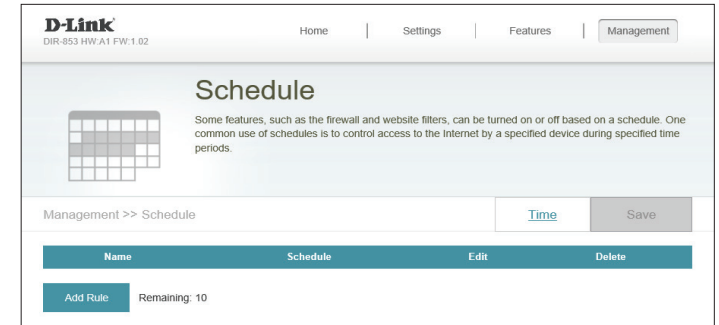 D-Link
DIR-853 HW:A1 FW:1.02
Home | Settings | Features | Management
Schedule
Some features, such as the firewall and website filters, can be turned on or off based on a schedule. One
common use of schedules is to control access to the Internet by a specified device during specified time
periods.
Management >> Schedule
Time
Save
Name Schedule Edit Delete
Add Rule Remaining: 10